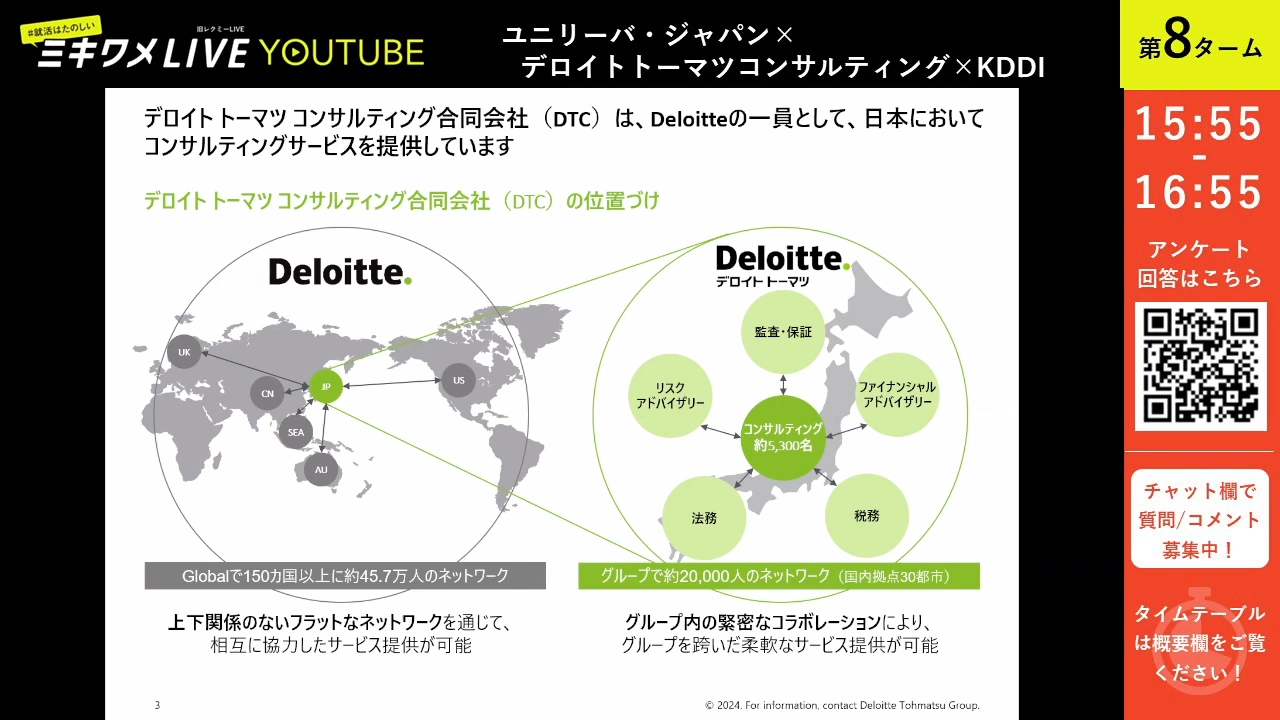 #就活はたのしい
旧レクミーLIVE
ミキワメLIVE YOUTUBE
ユニリーバ・ジャパン×
デロイトトーマツコンサルティング×KDDI
第8ターム
デロイト トーマツ コンサルティング合同会社（DTC）は、Deloitteの一員として、日本において
コンサルティングサービスを提供しています
デロイト トーマツ コンサルティング合同会社（DTC）の位置づけ
Deloitte.
UK
CN
JP
US
SEA
AU
Globalで150カ国以上に約45.7万人のネットワーク
上下関係のないフラットなネットワークを通じて、
相互に協力したサービス提供が可能
Deloitte.
デロイト トーマツ
監査・保証
リスク
アドバイザリー
ファイナンシャル
アドバイザリー
コンサルティング
約5,300名
法務
税務
グループで約20,000人のネットワーク（国内拠点30都市）
グループ内の緊密なコラボレーションにより、
グループを跨いだ柔軟なサービス提供が可能
3
© 2024. For information, contact Deloitte Tohmatsu Group.
15:55
-
16:55
アンケート
回答はこちら
チャット欄で
質問/コメント
募集中！
タイムテーブル
は概要欄をご覧
ください！